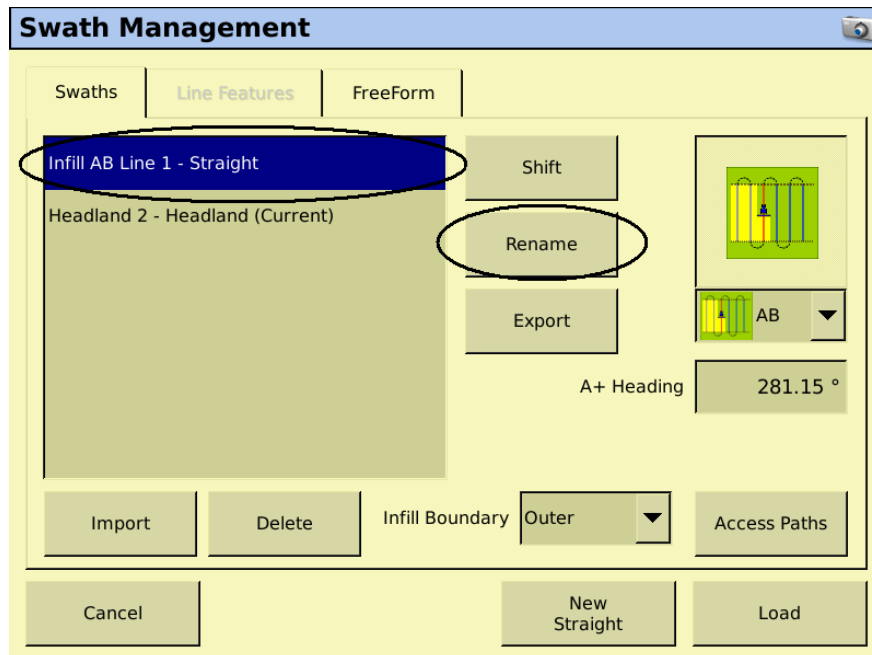 Swath Management
Swaths
Line Features
FreeForm
Infill AB Line 1 - Straight
Headland 2 - Headland (Current)
Shift
Rename
Export
AB
A+ Heading
281.15 °
Import
Delete
Infill Boundary
Outer
Access Paths
Cancel
New
Straight
Load